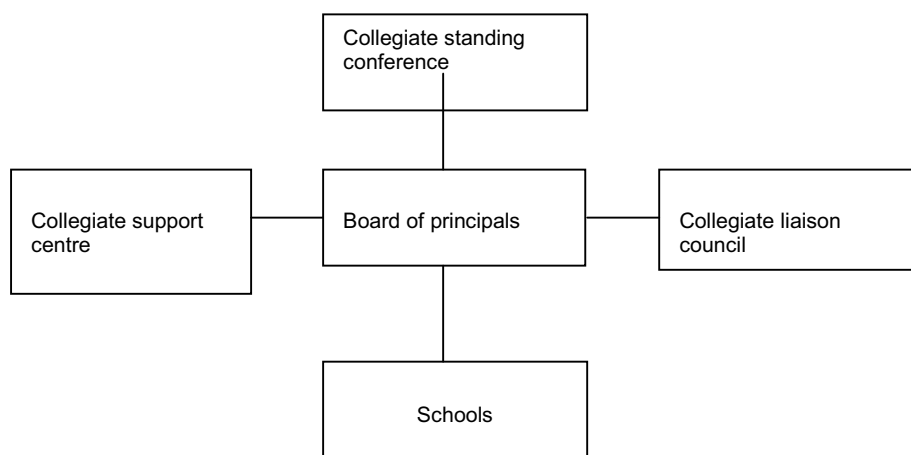 Collegiate standing
conference
Collegiate support
centre
Board of principals
Collegiate liaison
council
Schools